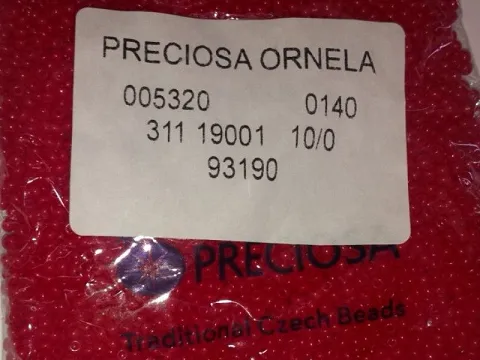 PRECIOSA ORNELA
005320 0140
311 19001 10/0
93190
PRECIOSA
Traditional Czech Beads